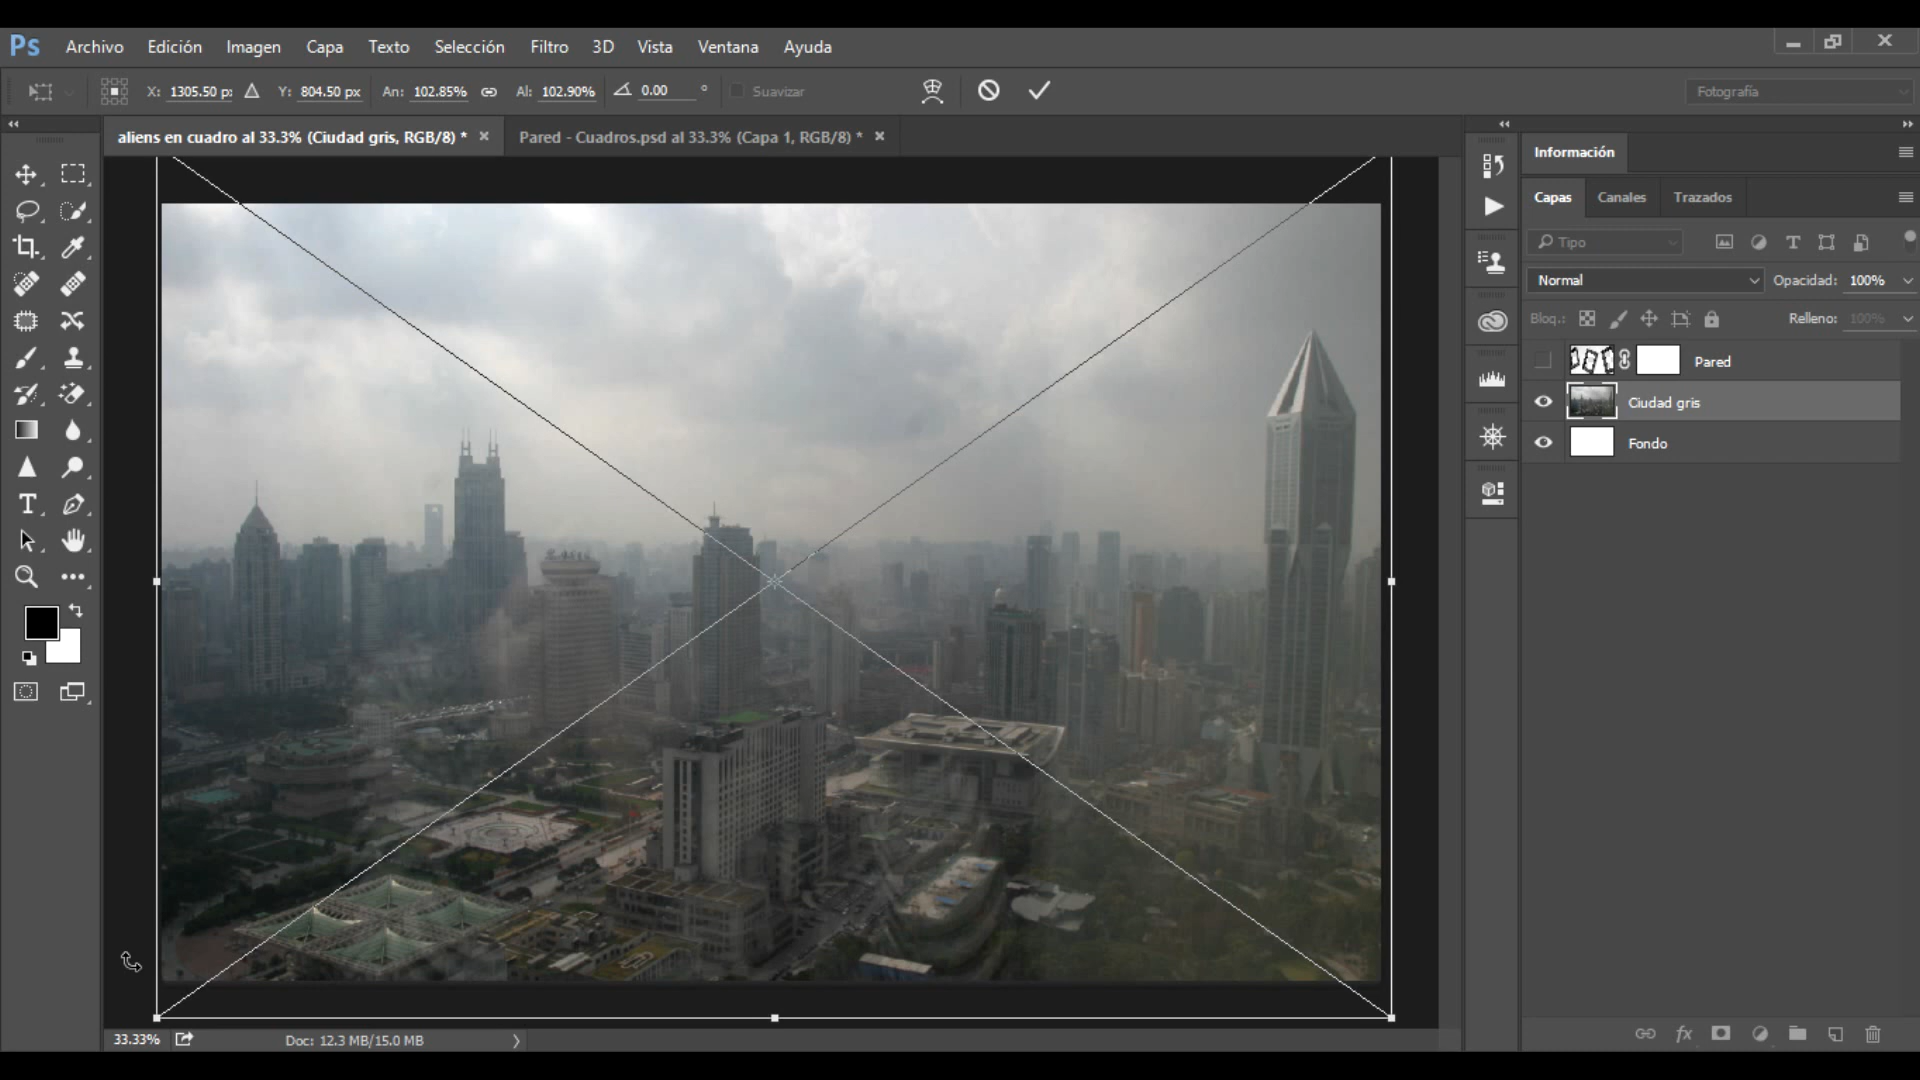 Ps Archivo Edición Imagen Capa Texto Selección Filtro 3D Vista Ventana Ayuda
X: 1305.50 p: Y: 804.50 px An: 102.85% Al: 102.90% 0.00 ° Suavizar Fotografía
aliens en cuadro al 33.3% (Ciudad gris, RGB/8) * Pared - Cuadros.psd al 33.3% (Capa 1, RGB/8) *
Información
Capas Canales Trazados
Tipo
Normal Opacidad: 100%
Bloq.: Relleno: 100%
Pared
Ciudad gris
Fondo
33.33% Doc: 12.3 MB/15.0 MB